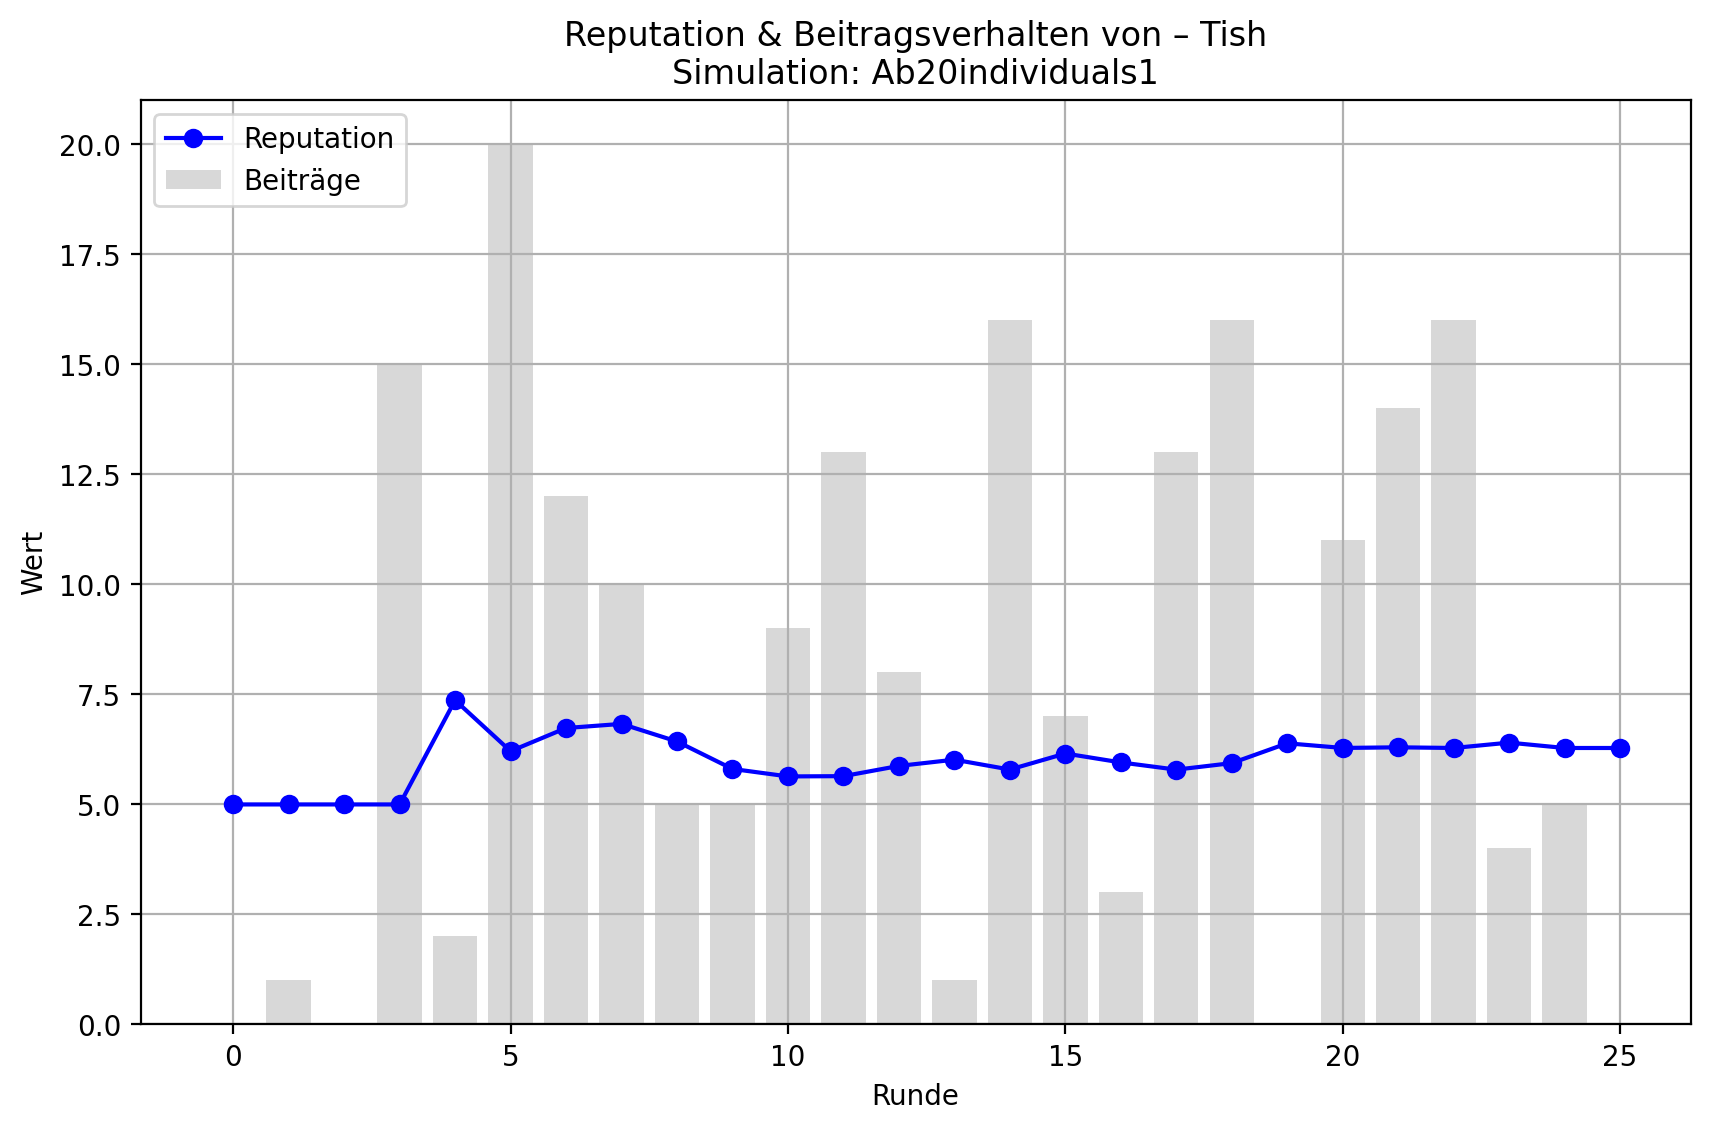 Reputation & Beitragsverhalten von – Tish
Simulation: Ab20individuals1
Reputation
Beiträge
20.0
17.5
15.0
12.5
10.0
7.5
5.0
2.5
0.0
Wert
0 5 10 15 20 25
Runde